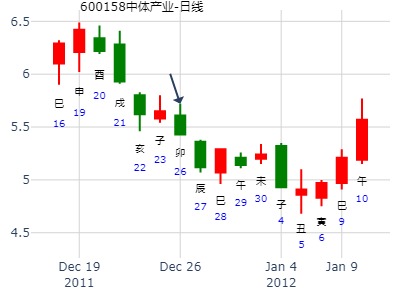 600158中体产业-日线
6.5
6
5.5
5
4.5
巳
16
申
19
酉
20
戌
21
亥
22
子
23
卯
26
辰
27
巳
28
午
29
未
30
子
4
丑
5
寅
6
巳
9
午
10
Dec 19
2011
Dec 26
Jan 4
2012
Jan 9